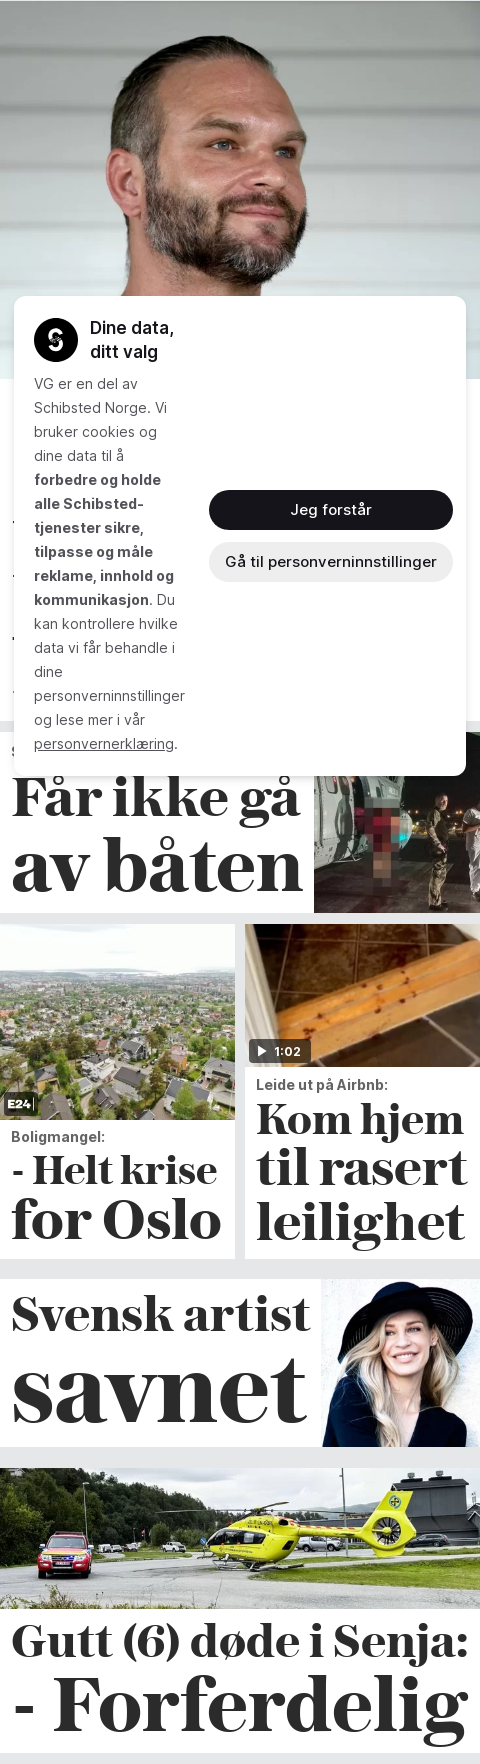 Dine data,
ditt valg
VG er en del av
Schibsted Norge. Vi
bruker cookies og
dine data til å
forbedre og holde
alle Schibsted-
tjenester sikre,
tilpasse og måle
reklame, innhold og
kommunikasjon. Du
kan kontrollere hvilke
data vi får behandle i
dine
personverninnstillinger
og lese mer i vår
personvernerklæring.
Jeg forstår
Gå til personverninnstillinger
Får ikke gå
av båten
E24
Boligmangel:
- Helt krise
for Oslo
1:02
Leide ut på Airbnb:
Kom hjem
til rasert
leilighet
Svensk artist
savnet
Gutt (6) døde i Senja:
- Forferdelig